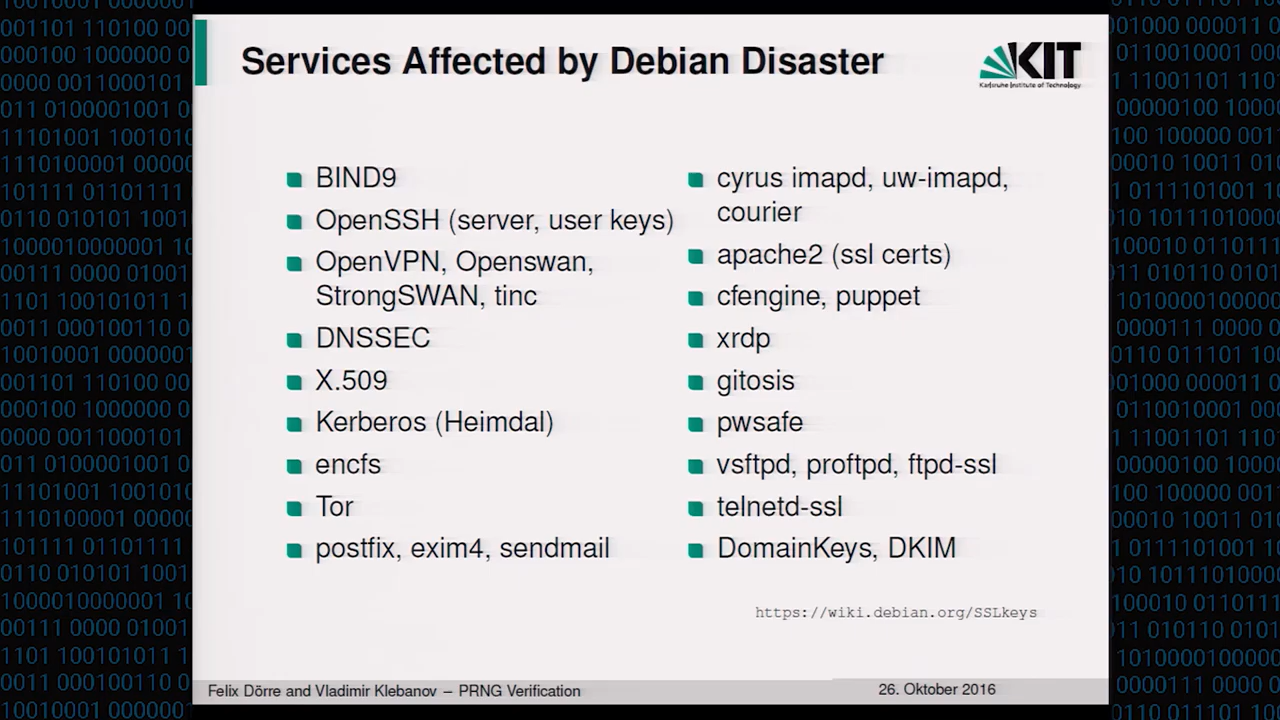 Services Affected by Debian Disaster
KIT
Karlsruhe Institute of Technology
BIND9
OpenSSH (server, user keys)
OpenVPN, Openswan,
StrongSWAN, tinc
DNSSEC
X.509
Kerberos (Heimdal)
encfs
Tor
postfix, exim4, sendmail
cyrus imapd, uw-imapd,
courier
apache2 (ssl certs)
cfengine, puppet
xrdp
gitosis
pwsafe
vsftpd, proftpd, ftpd-ssl
telnetd-ssl
DomainKeys, DKIM
https://wiki.debian.org/SSLkeys
Felix Dörre and Vladimir Klebanov – PRNG Verification
26. Oktober 2016